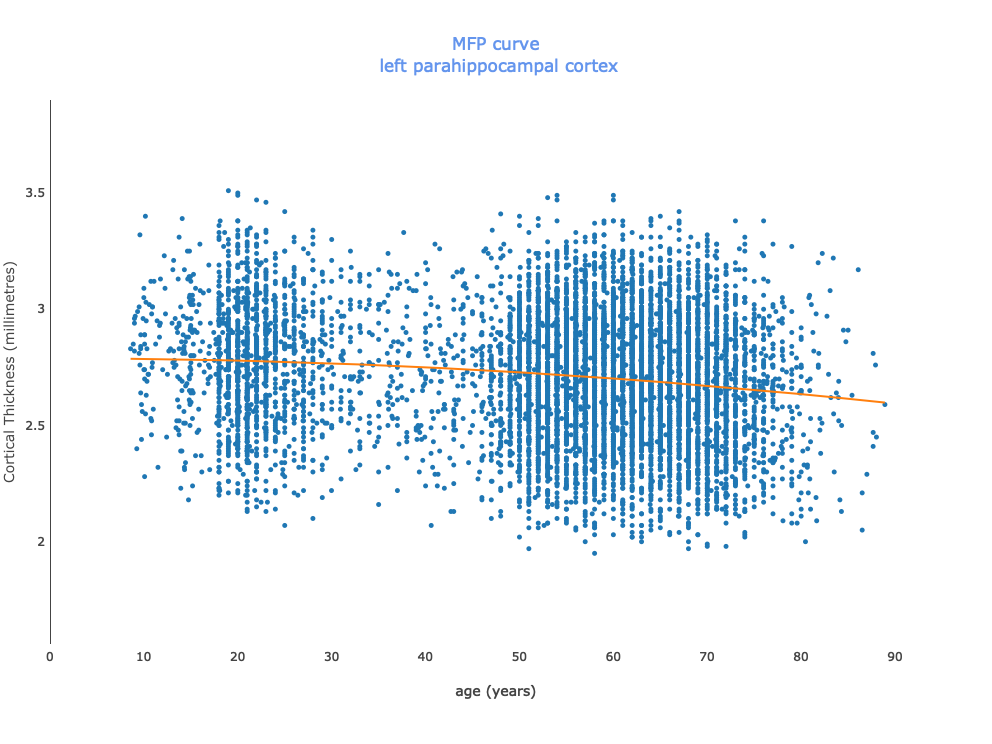 MFP curve
left parahippocampal cortex
Cortical Thickness (millimetres)
3.5
3
2.5
2
0 10 20 30 40 50 60 70 80 90
age (years)